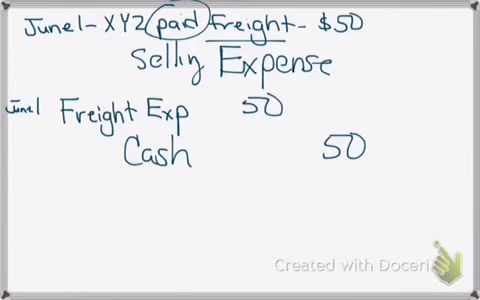 June1 - XYZ paid Freight - $50
Selling Expense
June1 Freight Exp 50
Cash 50
Created with Doceri